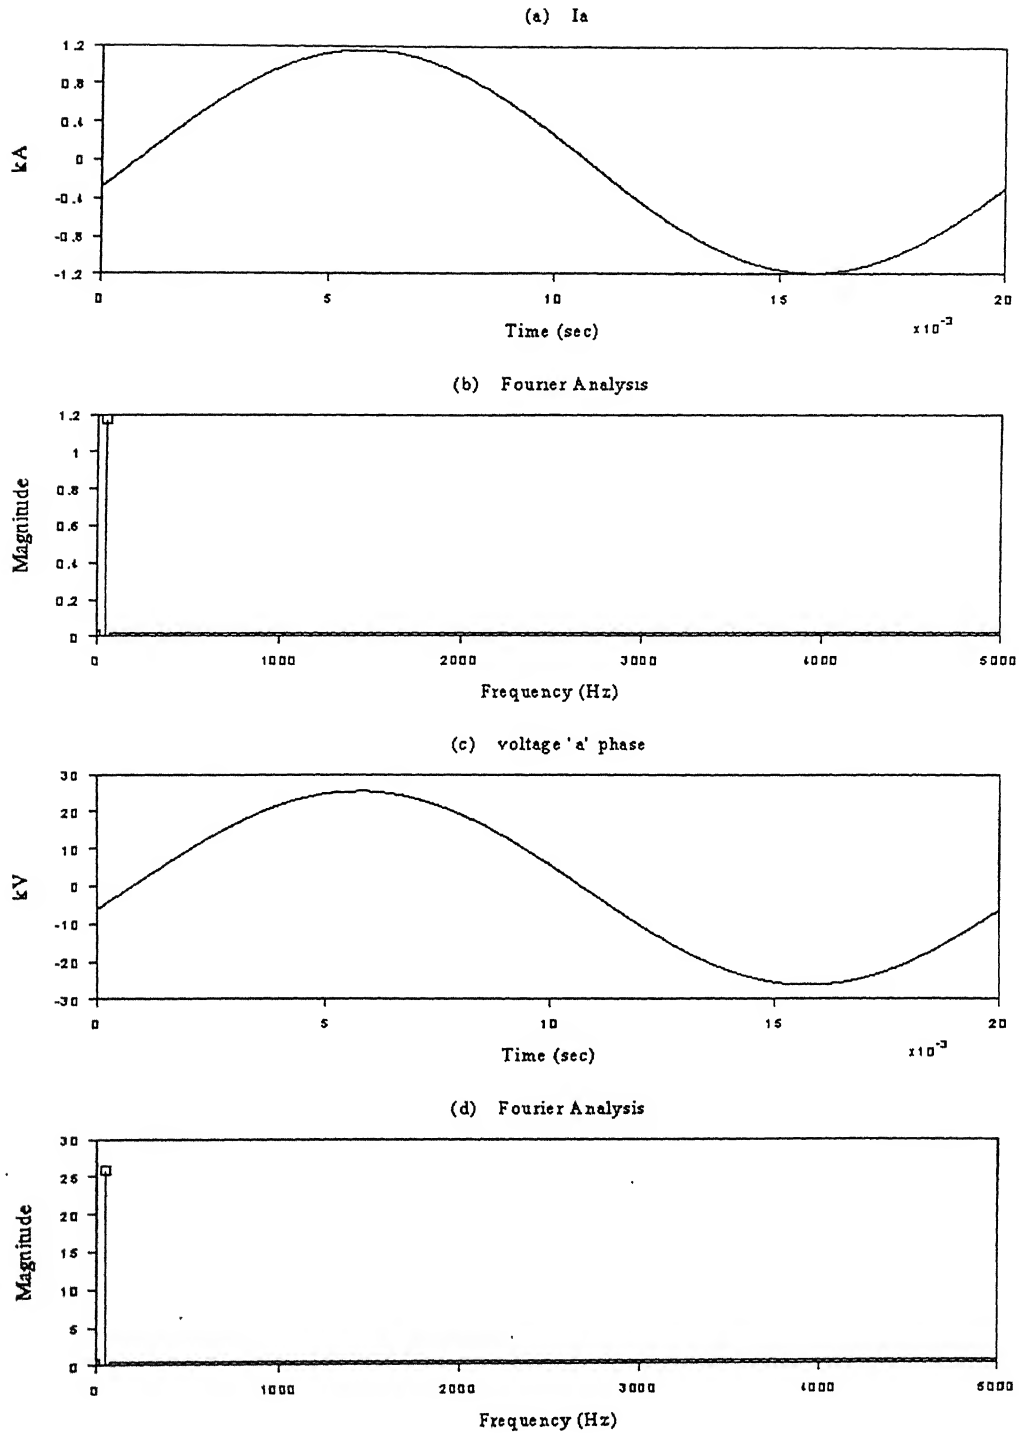 (a) Ia
1.2
0.8
0.4
0
-0.4
-0.8
-1.2
kA
0 5 10 15 20
Time (sec)
x10-3
(b) Fourier Analysis
1.2
1
0.8
0.6
0.4
0.2
0
Magnitude
0 1000 2000 3000 4000 5000
Frequency (Hz)
(c) voltage 'a' phase
30
20
10
0
-10
-20
-30
kV
0 5 10 15 20
Time (sec)
x10-3
(d) Fourier Analysis
30
25
20
15
10
5
0
Magnitude
0 1000 2000 3000 4000 5000
Frequency (Hz)